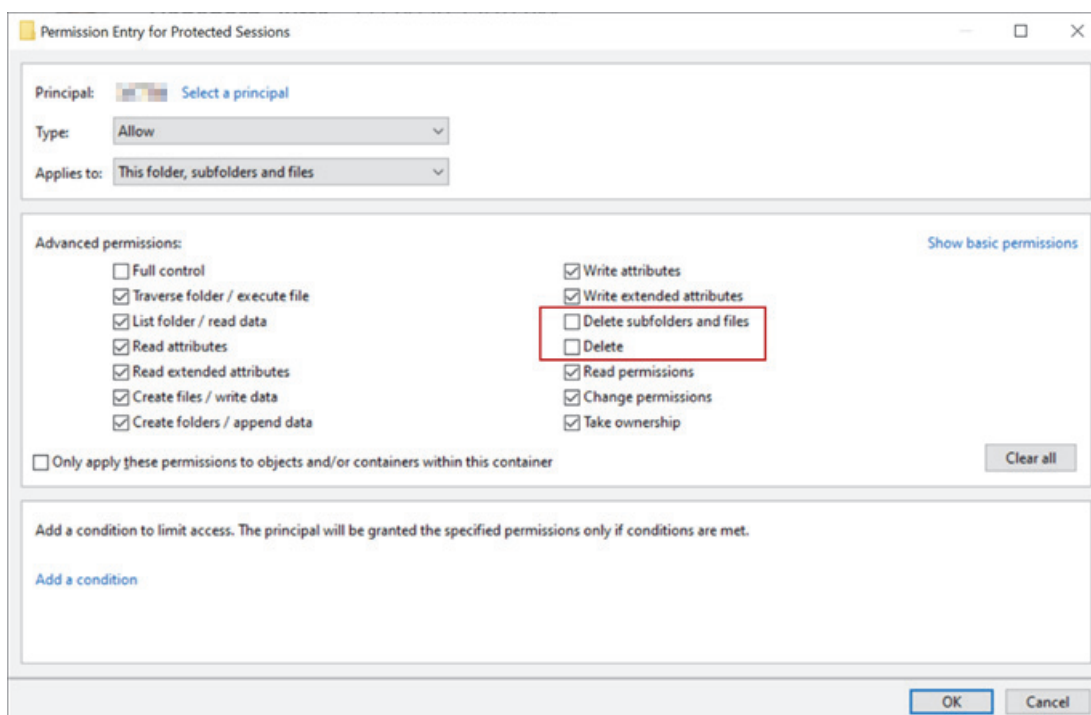 Permission Entry for Protected Sessions
Principal: Select a principal
Type: Allow
Applies to: This folder, subfolders and files
Advanced permissions: Show basic permissions
Full control
Traverse folder / execute file
List folder / read data
Read attributes
Read extended attributes
Create files / write data
Create folders / append data
Write attributes
Write extended attributes
Delete subfolders and files
Delete
Read permissions
Change permissions
Take ownership
Only apply these permissions to objects and/or containers within this container
Clear all
Add a condition to limit access. The principal will be granted the specified permissions only if conditions are met.
Add a condition
OK Cancel